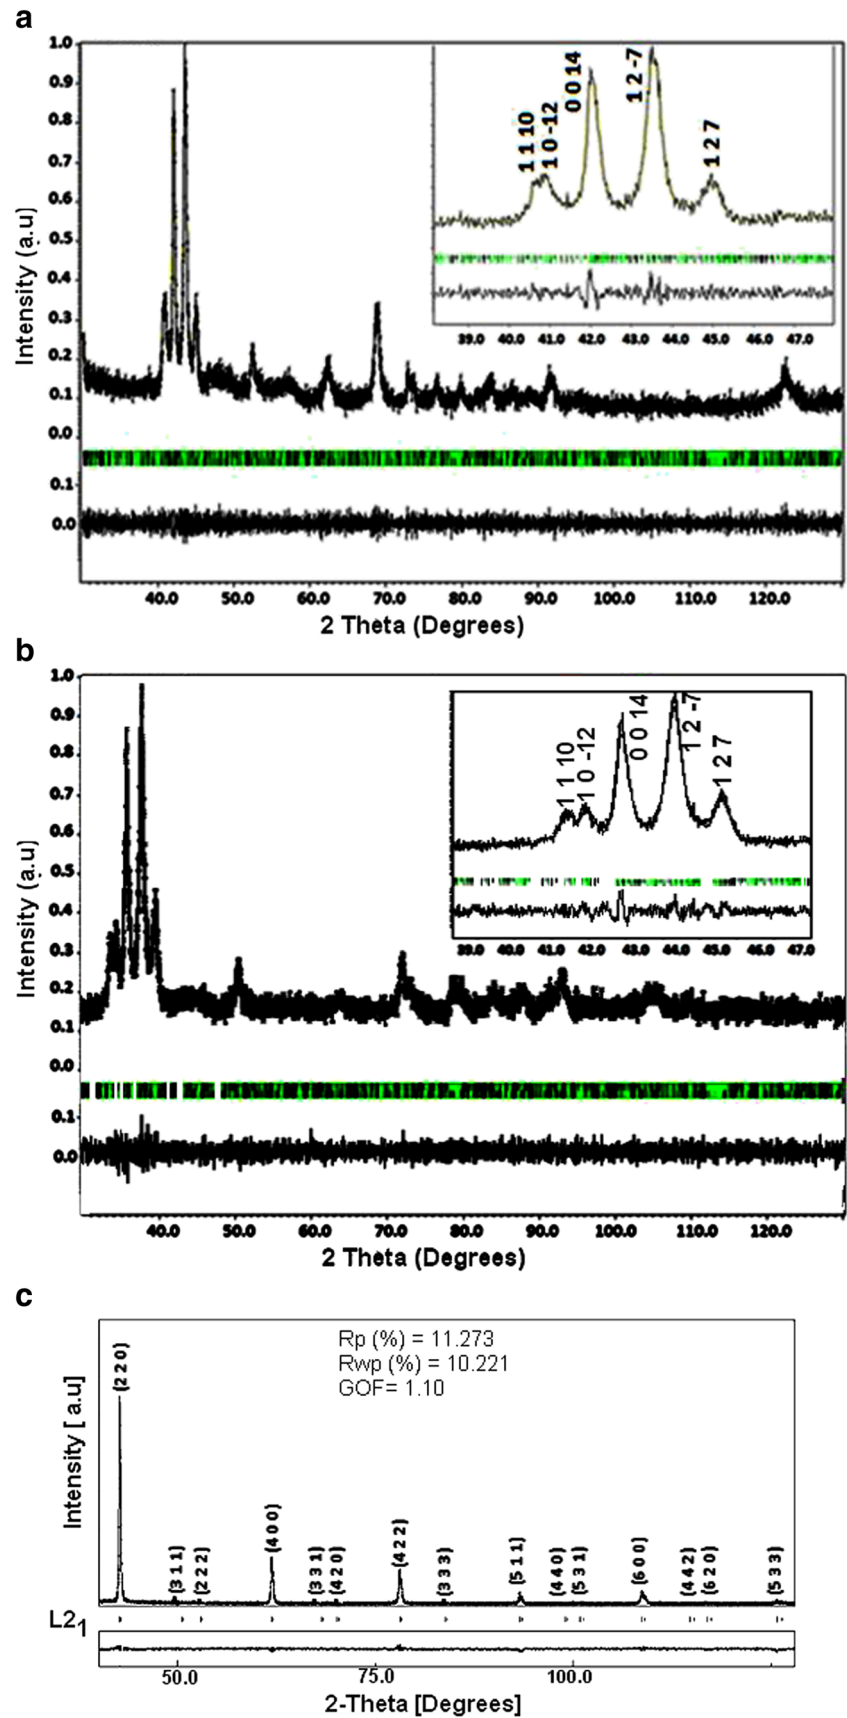 a
1.0
0.9
0.8
0.7
0.6
0.5
0.4
0.3
0.2
0.1
0.0
0.1
0.0
Intensity (a.u)
1 1 10
1 0 -12
0 0 14
1 2 -7
1 2 7
39.0 40.0 41.0 42.0 43.0 44.0 45.0 46.0 47.0
40.0 50.0 60.0 70.0 80.0 90.0 100.0 110.0 120.0
2 Theta (Degrees)
b
1.0
0.9
0.8
0.7
0.6
0.5
0.4
0.3
0.2
0.1
0.0
0.1
0.0
Intensity (a.u)
1 1 10
1 0 -12
0 0 14
1 2 -7
1 2 7
39.0 40.0 41.0 42.0 43.0 44.0 45.0 46.0 47.0
40.0 50.0 60.0 70.0 80.0 90.0 100.0 110.0 120.0
2 Theta (Degrees)
c
Rp (%) = 11.273
Rwp (%) = 10.221
GOF= 1.10
Intensity [ a.u]
(2 2 0)
(3 1 1)
(2 2 2)
(4 0 0)
(3 3 1)
(4 2 0)
(4 2 2)
(3 3 3)
(5 1 1)
(4 4 0)
(5 3 1)
(6 0 0)
(4 4 2)
(6 2 0)
(5 3 3)
L21
50.0 75.0 100.0
2-Theta [Degrees]